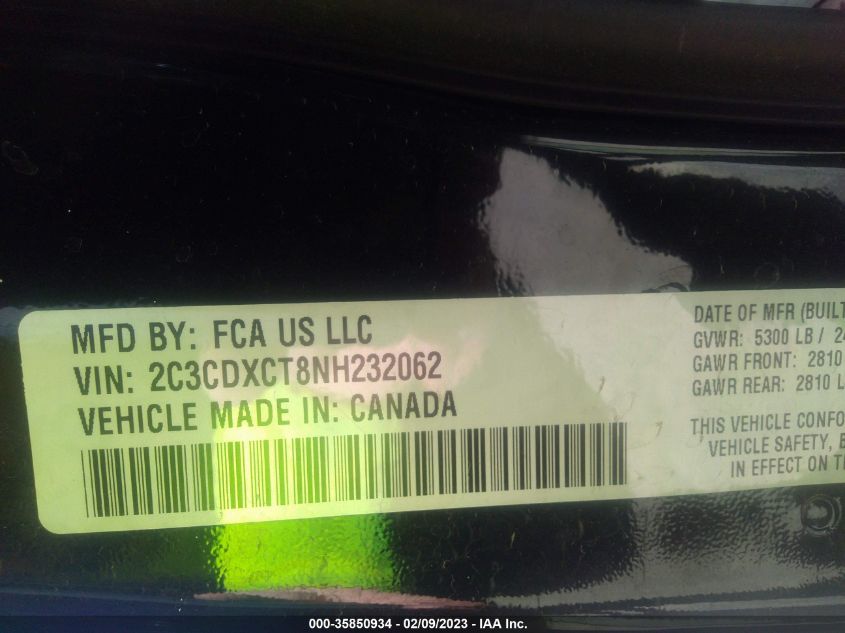 MFD BY: FCA US LLC
VIN: 2C3CDXCT8NH232062
VEHICLE MADE IN: CANADA
DATE OF MFR (BUILT
GVWR: 5300 LB / 24
GAWR FRONT: 2810
GAWR REAR: 2810 L
THIS VEHICLE CONFO
VEHICLE SAFETY, B
IN EFFECT ON T
000-35850934 - 02/09/2023 - IAA Inc.